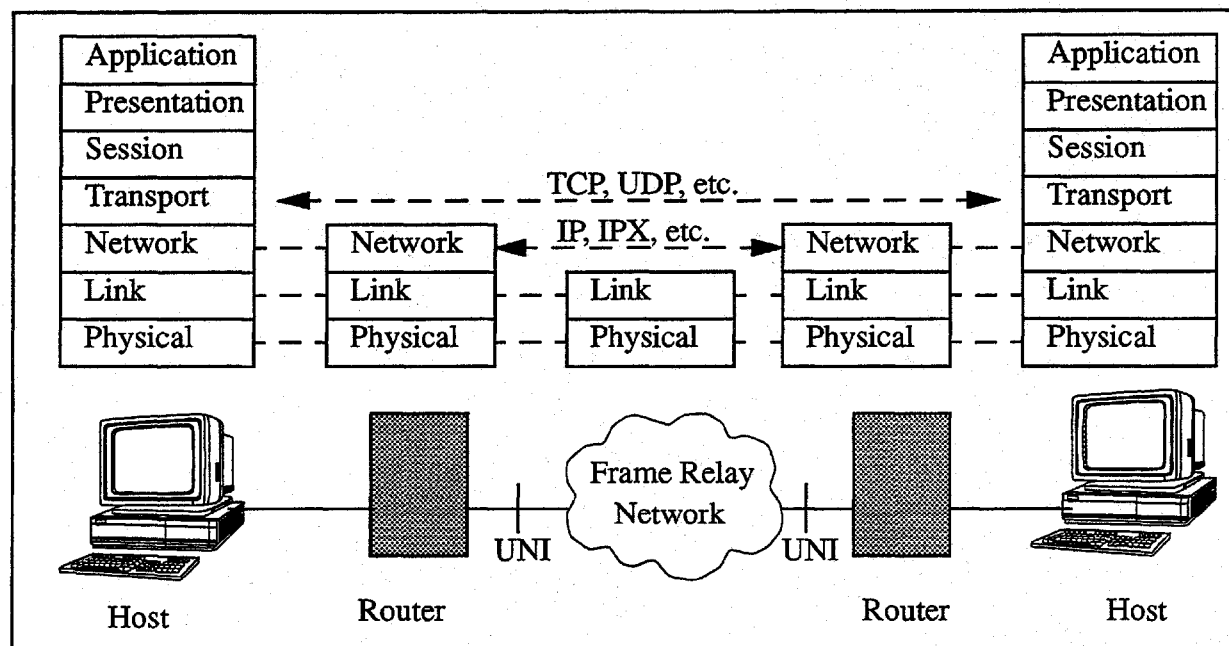 Application
Presentation
Session
Transport
Network
Link
Physical
Network
Link
Physical
TCP, UDP, etc.
IP, IPX, etc.
Link
Physical
Network
Link
Physical
Application
Presentation
Session
Transport
Network
Link
Physical
Frame Relay
Network
UNI
UNI
Host
Router
Router
Host